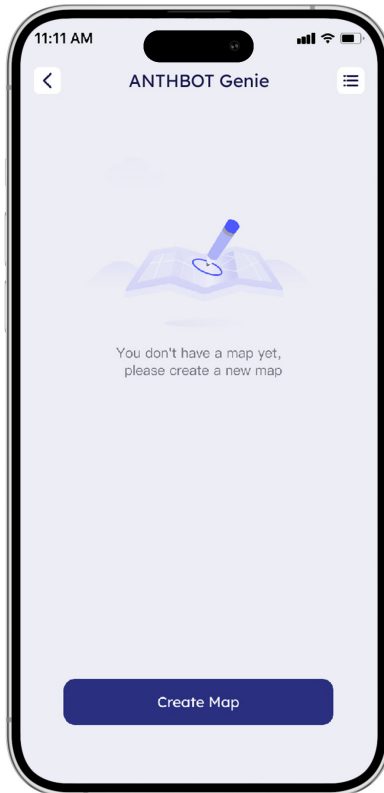 11:11 AM
ANTHBOT Genie
You don't have a map yet,
please create a new map
Create Map